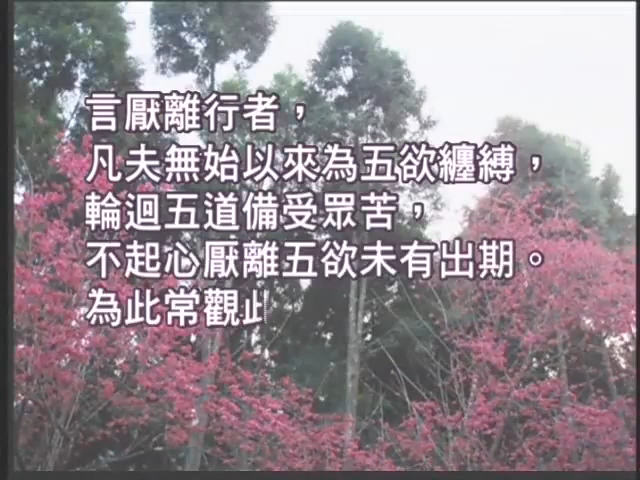 言厭離行者，
凡夫無始以來為五欲纏縛，
輪迴五道備受眾苦，
不起心厭離五欲未有出期。
為此常觀此